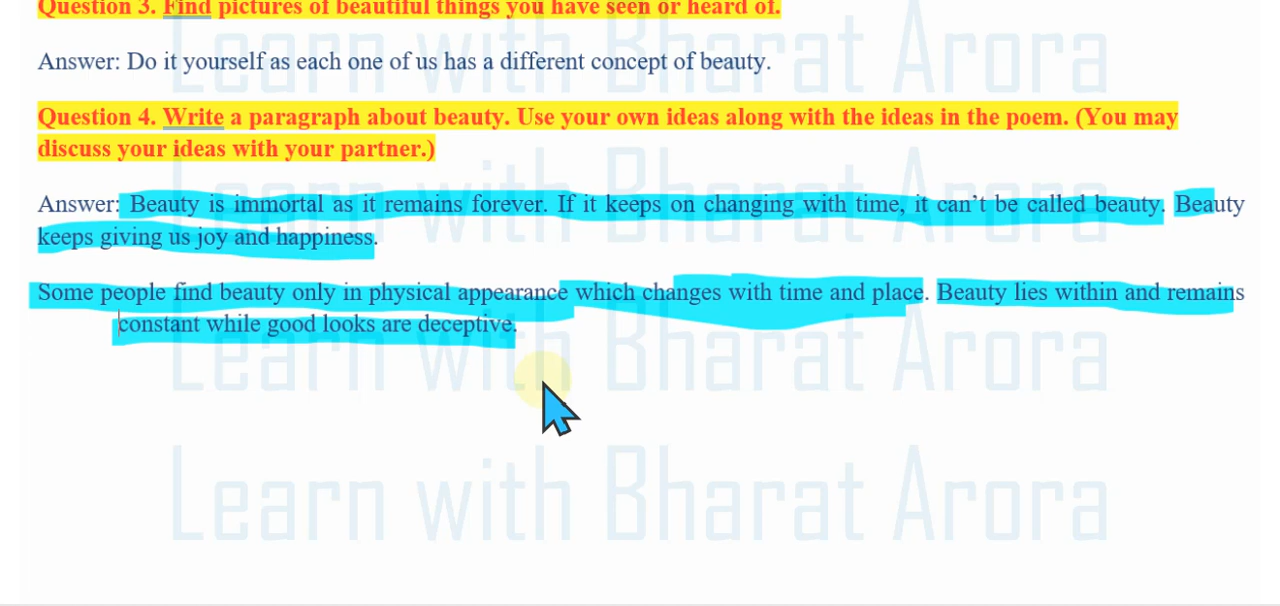 Question 3. Find pictures of beautiful things you have seen or heard of.
Answer: Do it yourself as each one of us has a different concept of beauty.
Question 4. Write a paragraph about beauty. Use your own ideas along with the ideas in the poem. (You may
discuss your ideas with your partner.)
Answer: Beauty is immortal as it remains forever. If it keeps on changing with time, it can't be called beauty. Beauty
keeps giving us joy and happiness.
Some people find beauty only in physical appearance which changes with time and place. Beauty lies within and remains
constant while good looks are deceptive.
Learn with Bharat Arora
Learn with Bharat Arora
Learn with Bharat Arora
Learn with Bharat Arora